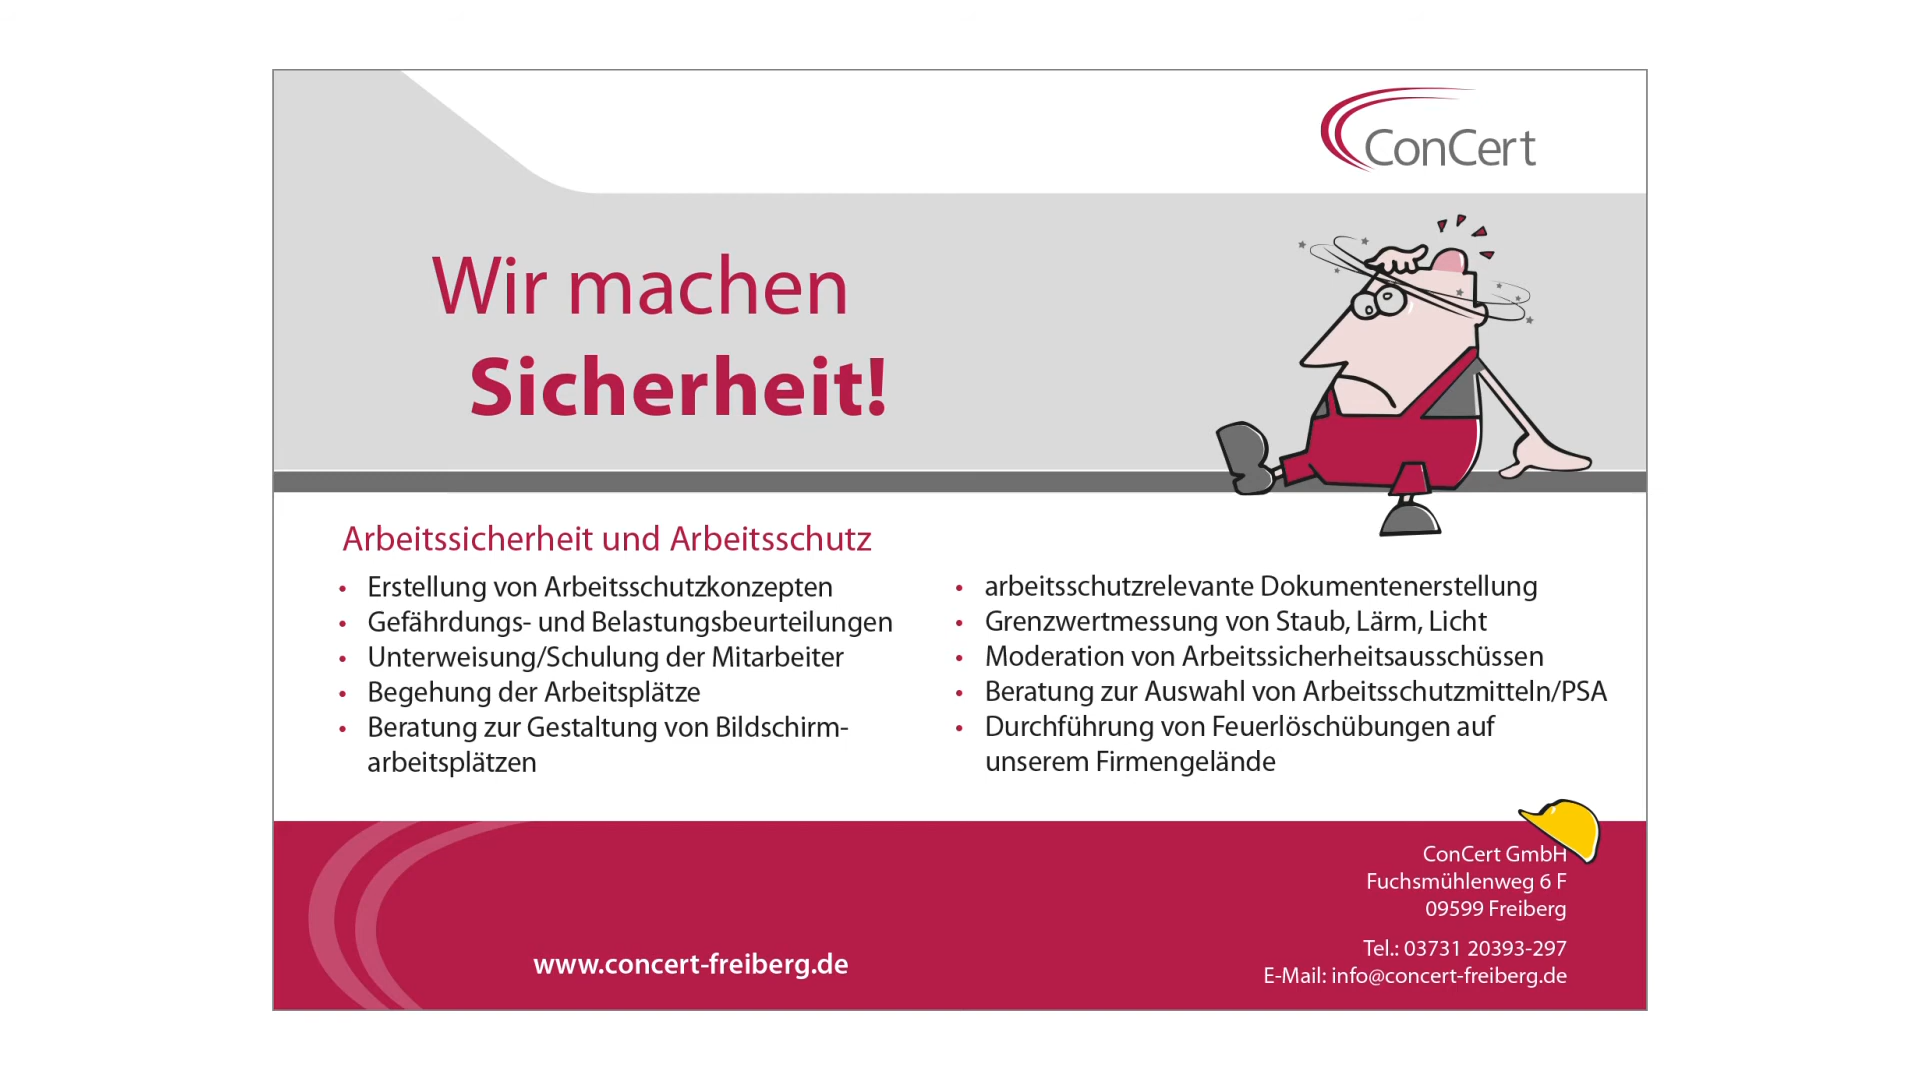 ConCert
Wir machen
Sicherheit!
Arbeitssicherheit und Arbeitsschutz
• Erstellung von Arbeitsschutzkonzepten
• Gefährdungs- und Belastungsbeurteilungen
• Unterweisung/Schulung der Mitarbeiter
• Begehung der Arbeitsplätze
• Beratung zur Gestaltung von Bildschirm-
arbeitsplätzen
• arbeitsschutzrelevante Dokumentenerstellung
• Grenzwertmessung von Staub, Lärm, Licht
• Moderation von Arbeitssicherheitsausschüssen
• Beratung zur Auswahl von Arbeitsschutzmitteln/PSA
• Durchführung von Feuerlöschübungen auf
unserem Firmengelände
www.concert-freiberg.de
ConCert GmbH
Fuchsmühlenweg 6 F
09599 Freiberg
Tel.: 03731 20393-297
E-Mail: info@concert-freiberg.de